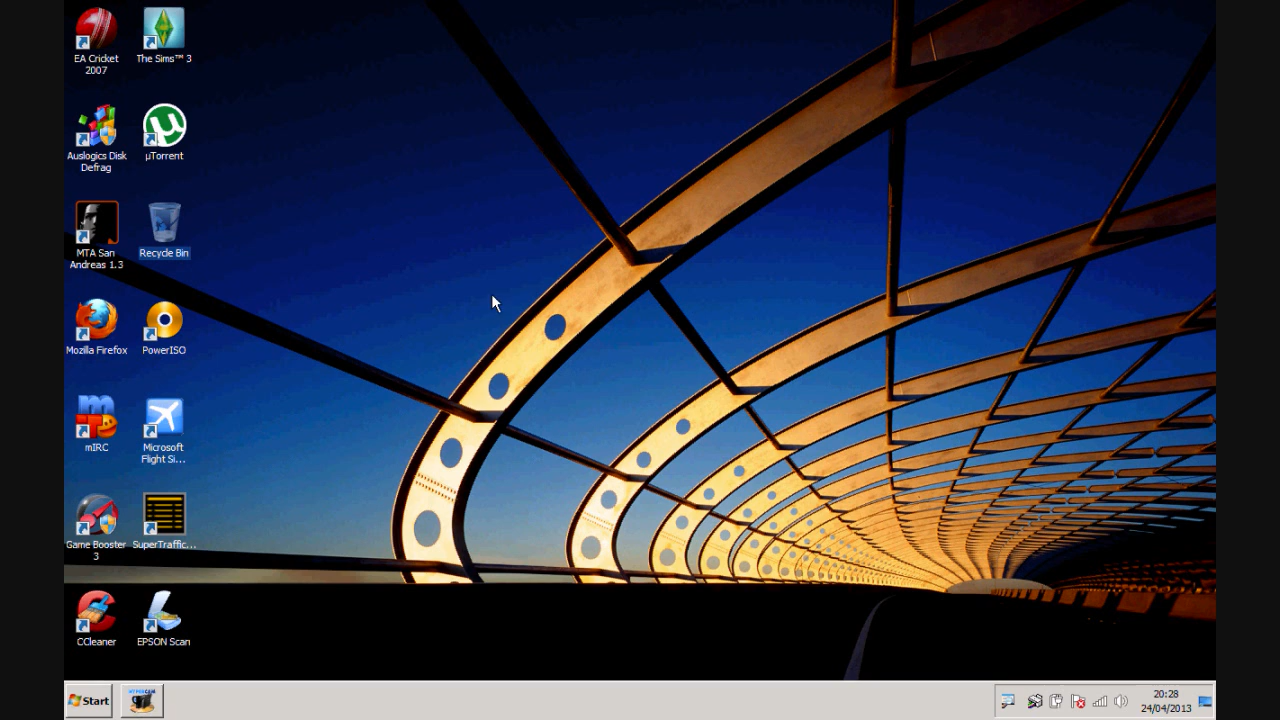 EA Cricket
2007
The Sims™ 3
Auslogics Disk
Defrag
µTorrent
MTA San
Andreas 1.3
Recycle Bin
Mozilla Firefox
PowerISO
mIRC
Microsoft
Flight Si...
Game Booster
3
SuperTraffic...
CCleaner
EPSON Scan
Start
HYPERCAM
20:28
24/04/2013